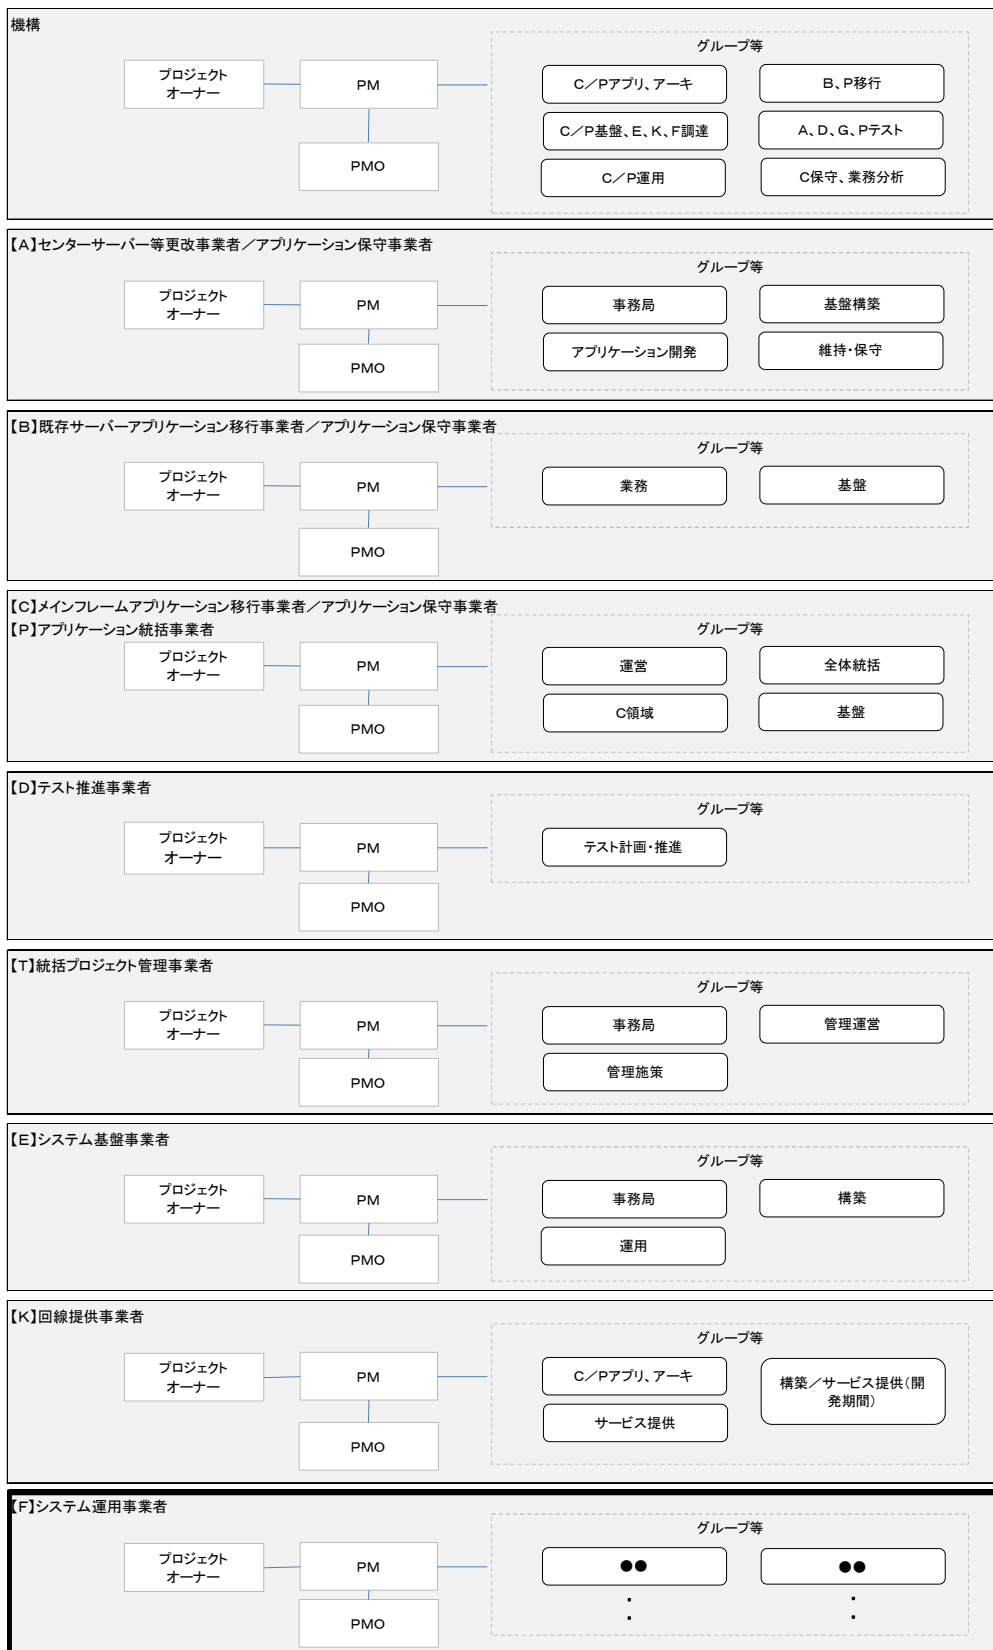 機構
グループ等
プロジェクト
オーナー
PM
PMO
C／Pアプリ、アーキ
B、P移行
C／P基盤、E、K、F調達
A、D、G、Pテスト
C／P運用
C保守、業務分析
【A】センターサーバー等更改事業者／アプリケーション保守事業者
グループ等
プロジェクト
オーナー
PM
PMO
事務局
基盤構築
アプリケーション開発
維持・保守
【B】既存サーバーアプリケーション移行事業者／アプリケーション保守事業者
グループ等
プロジェクト
オーナー
PM
PMO
業務
基盤
【C】メインフレームアプリケーション移行事業者／アプリケーション保守事業者
【P】アプリケーション統括事業者
グループ等
プロジェクト
オーナー
PM
PMO
運営
全体統括
C領域
基盤
【D】テスト推進事業者
グループ等
プロジェクト
オーナー
PM
PMO
テスト計画・推進
【T】統括プロジェクト管理事業者
グループ等
プロジェクト
オーナー
PM
PMO
事務局
管理運営
管理施策
【E】システム基盤事業者
グループ等
プロジェクト
オーナー
PM
PMO
事務局
構築
運用
【K】回線提供事業者
グループ等
プロジェクト
オーナー
PM
PMO
C／Pアプリ、アーキ
構築／サービス提供（開
発期間）
サービス提供
【F】システム運用事業者
グループ等
プロジェクト
オーナー
PM
PMO
●●
●●
・
・
・
・